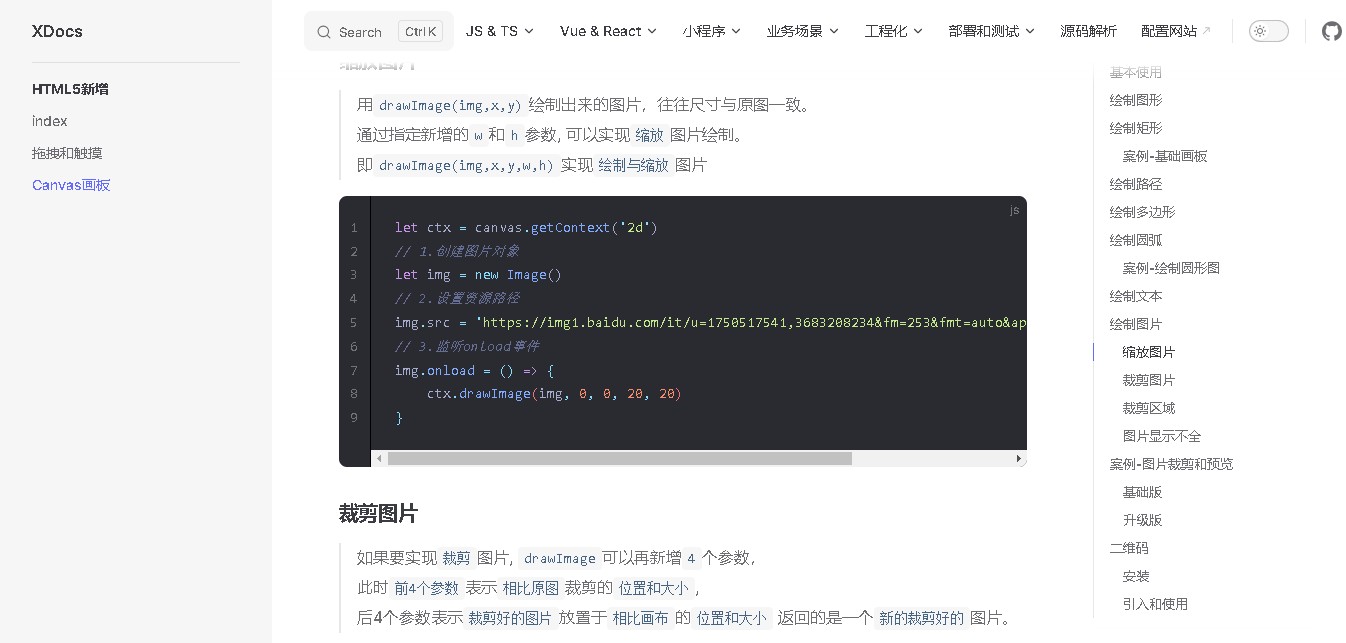 XDocs
Search Ctrl K JS & TS Vue & React 小程序 业务场景 工程化 部署和测试 源码解析 配置网站
HTML5新增
index
拖拽和触摸
Canvas画板
缩放图片
用 drawImage(img,x,y) 绘制出来的图片，往往尺寸与原图一致。
通过指定新增的 w 和 h 参数, 可以实现 缩放 图片绘制。
即 drawImage(img,x,y,w,h) 实现 绘制与缩放 图片
js
1 let ctx = canvas.getContext('2d')
2 // 1.创建图片对象
3 let img = new Image()
4 // 2.设置资源路径
5 img.src = 'https://img1.baidu.com/it/u=1750517541,3683208234&fm=253&fmt=auto&ap
6 // 3.监听onLoad事件
7 img.onload = () => {
8 ctx.drawImage(img, 0, 0, 20, 20)
9 }
裁剪图片
如果要实现 裁剪 图片, drawImage 可以再新增 4 个参数,
此时 前4个参数 表示 相比原图 裁剪的 位置和大小 ,
后4个参数表示 裁剪好的图片 放置于 相比画布 的 位置和大小 返回的是一个 新的裁剪好的 图片。
基本使用
绘制图形
绘制矩形
案例-基础画板
绘制路径
绘制多边形
绘制圆弧
案例-绘制圆形图
绘制文本
绘制图片
缩放图片
裁剪图片
裁剪区域
图片显示不全
案例-图片裁剪和预览
基础版
升级版
二维码
安装
引入和使用